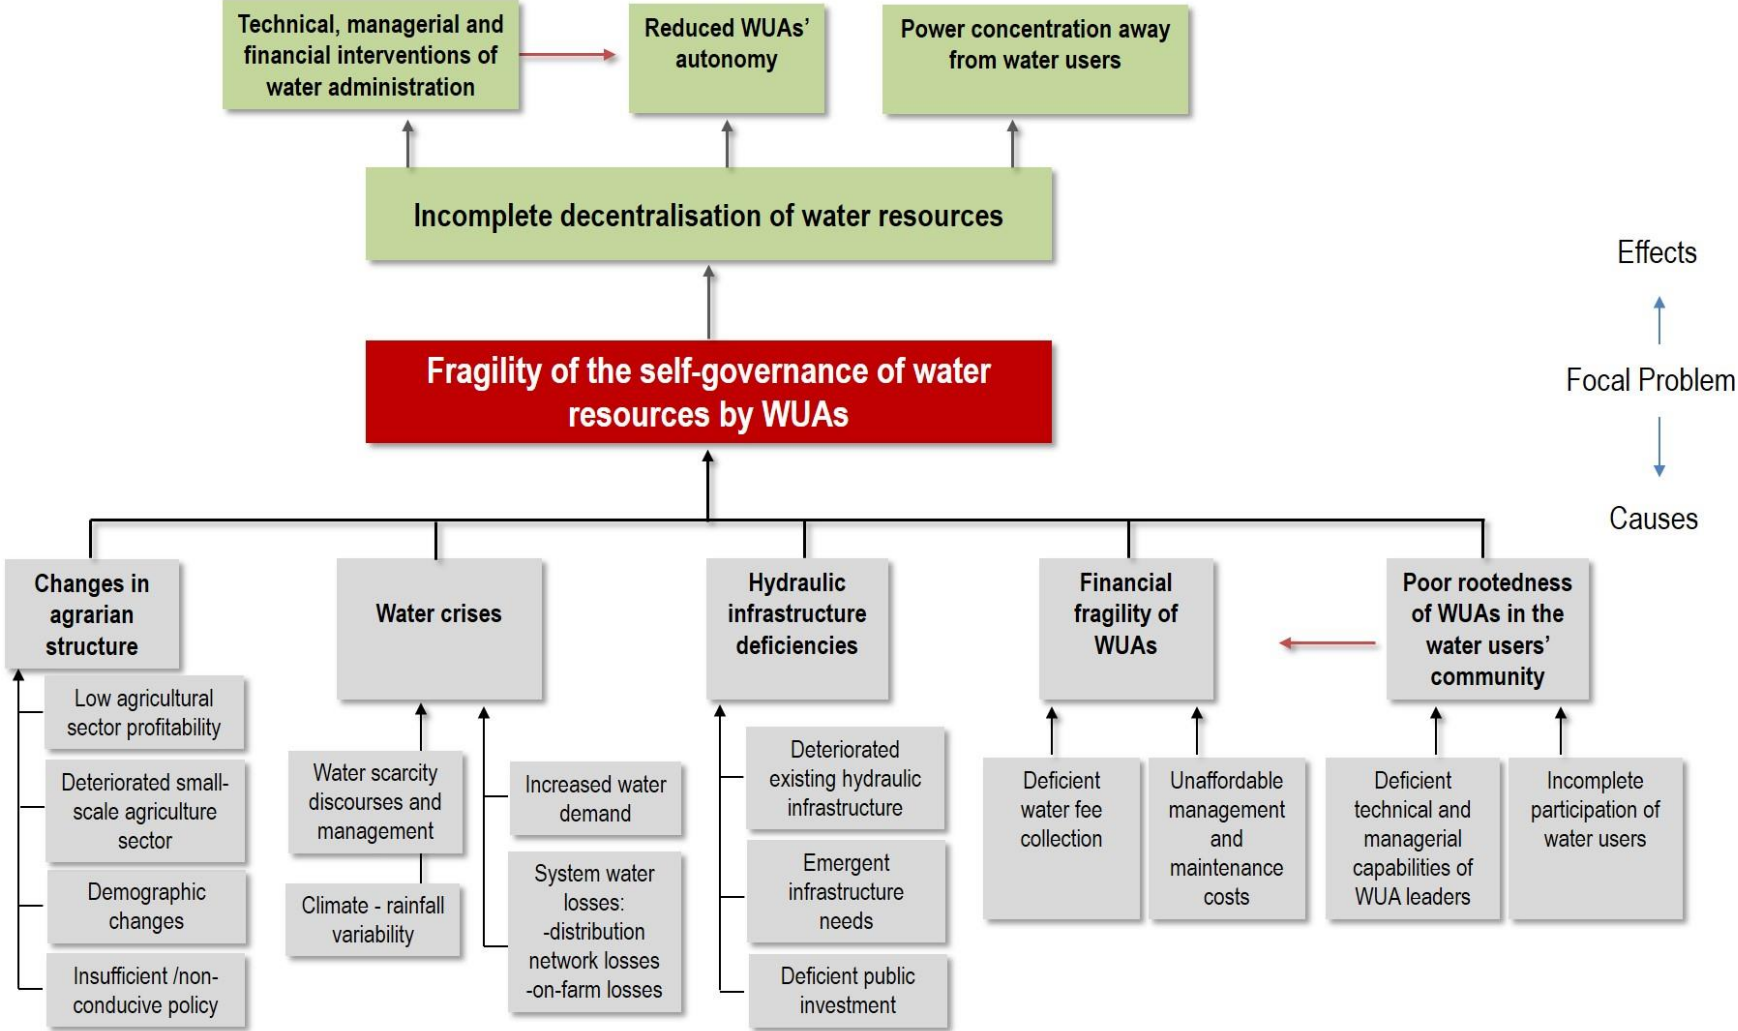 Technical, managerial and
financial interventions of
water administration
Reduced WUAs’
autonomy
Power concentration away
from water users
Incomplete decentralisation of water resources
Effects
Focal Problem
Causes
Fragility of the self-governance of water
resources by WUAs
Changes in
agrarian
structure
Water crises
Hydraulic
infrastructure
deficiencies
Financial
fragility of
WUAs
Poor rootedness
of WUAs in the
water users’
community
Low agricultural
sector profitability
Deteriorated small-
scale agriculture
sector
Demographic
changes
Insufficient /non-
conducive policy
Water scarcity
discourses and
management
Climate - rainfall
variability
Increased water
demand
System water
losses:
-distribution
network losses
-on-farm losses
Deteriorated
existing hydraulic
infrastructure
Emergent
infrastructure
needs
Deficient public
investment
Deficient
water fee
collection
Unaffordable
management
and
maintenance
costs
Deficient
technical and
managerial
capabilities of
WUA leaders
Incomplete
participation of
water users